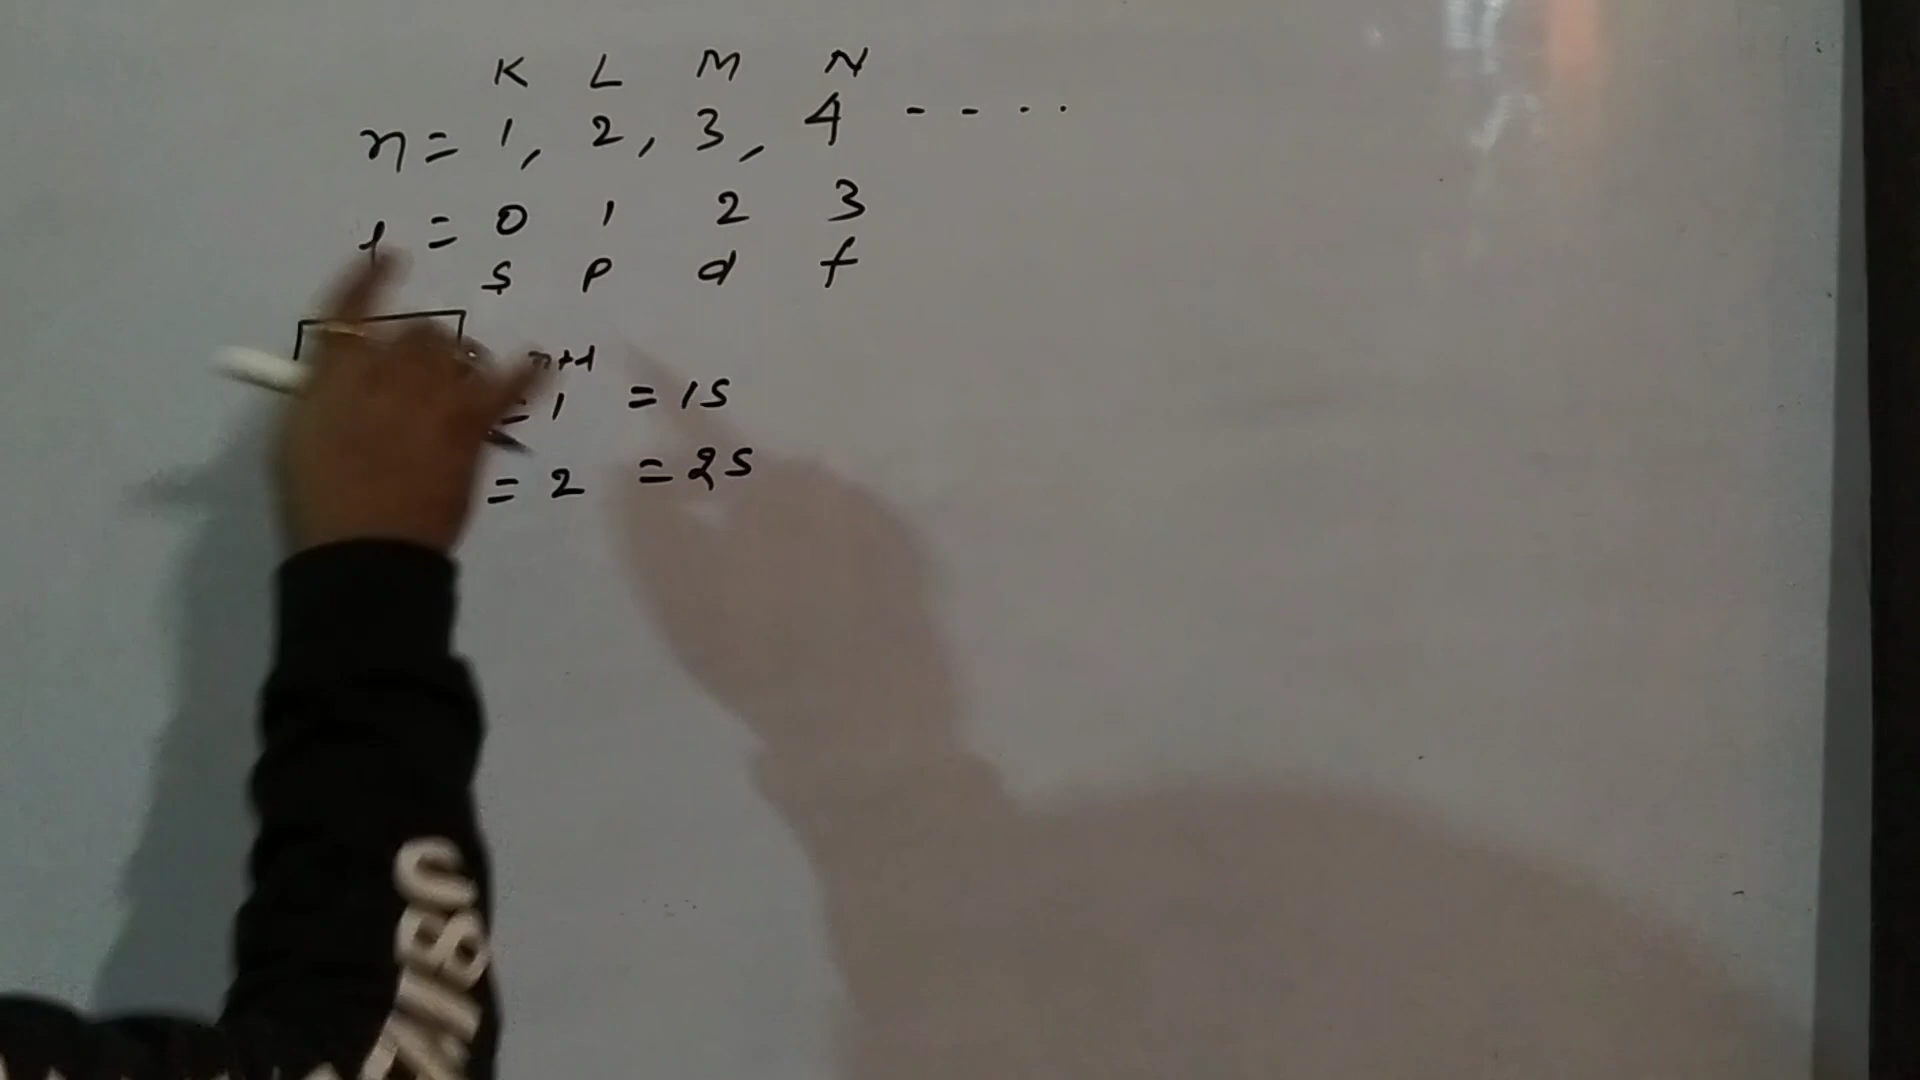 K L M N
n = 1, 2, 3, 4 - - - - 
l = 0 1 2 3
s p d f
n+l
= 1 = 1s
= 2 = 2s